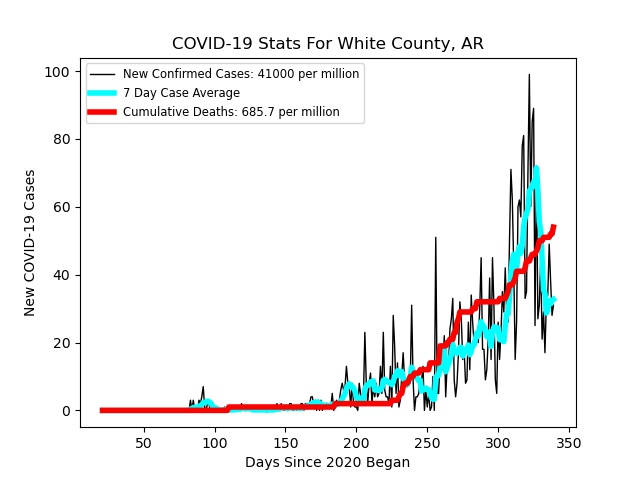 COVID-19 Stats For White County, AR
New Confirmed Cases: 41000 per million
7 Day Case Average
Cumulative Deaths: 685.7 per million
New COVID-19 Cases
100
80
60
40
20
0
50 100 150 200 250 300 350
Days Since 2020 Began